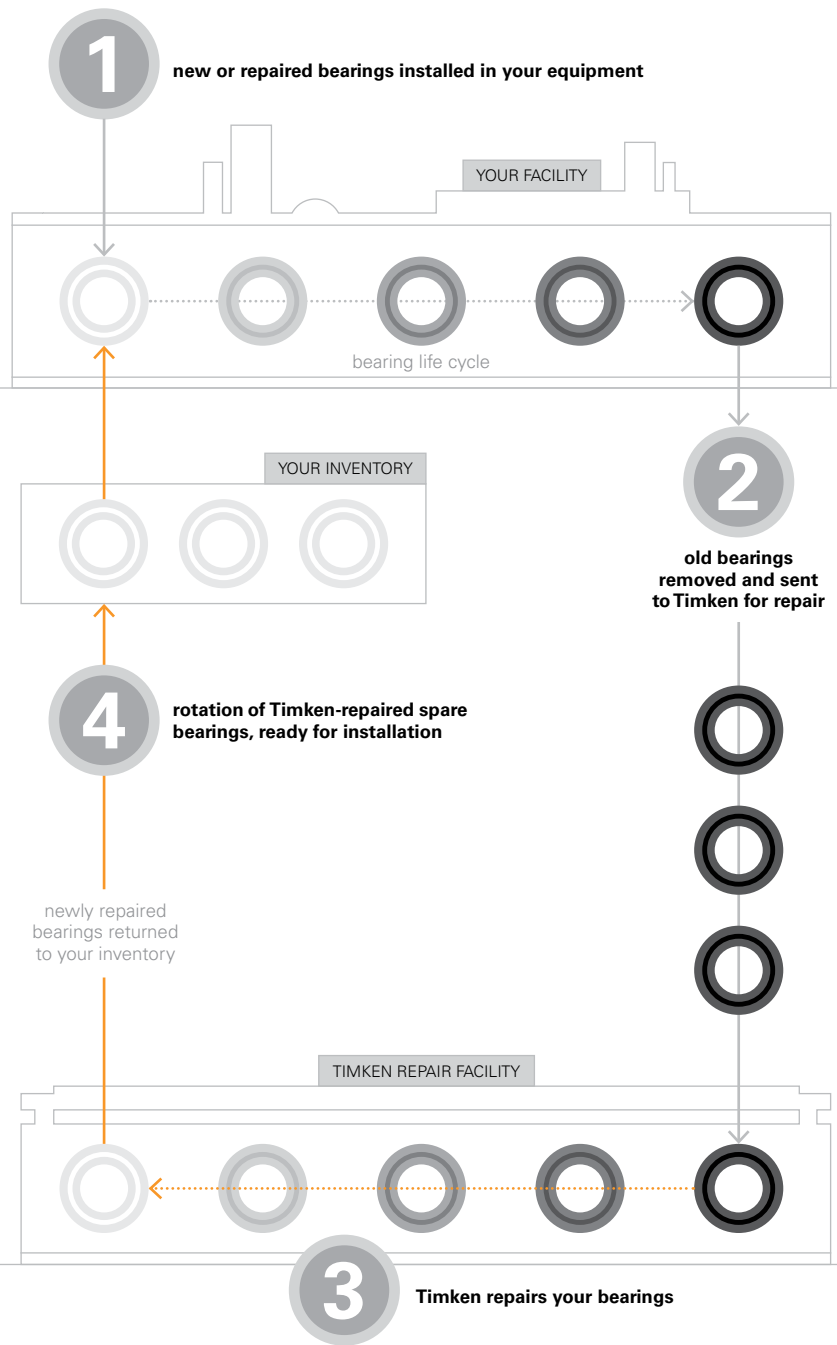 1
new or repaired bearings installed in your equipment
YOUR FACILITY
bearing life cycle
YOUR INVENTORY
2
old bearings
removed and sent
to Timken for repair
4
rotation of Timken-repaired spare
bearings, ready for installation
newly repaired
bearings returned
to your inventory
TIMKEN REPAIR FACILITY
3
Timken repairs your bearings